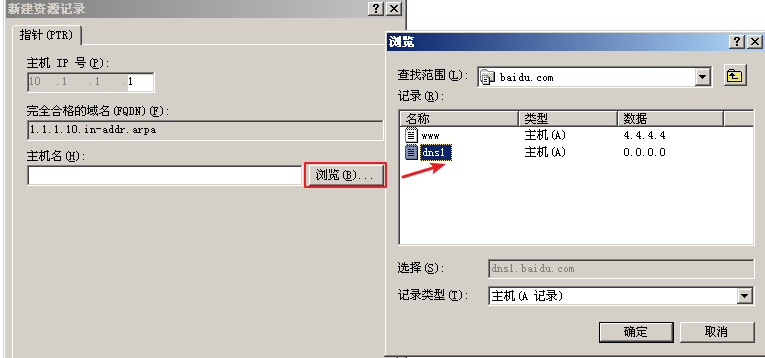 新建资源记录
指针(PTR)
主机 IP 号(P):
10 .1 .1 .1
完全合格的域名(FQDN)(F):
1.1.1.10.in-addr.arpa
主机名(H):
浏览(B)...
浏览
查找范围(L): baidu.com
记录(R):
名称 类型 数据
www 主机(A) 4.4.4.4
dns1 主机(A) 0.0.0.0
选择(S): dns1.baidu.com
记录类型(T): 主机(A 记录)
确定 取消